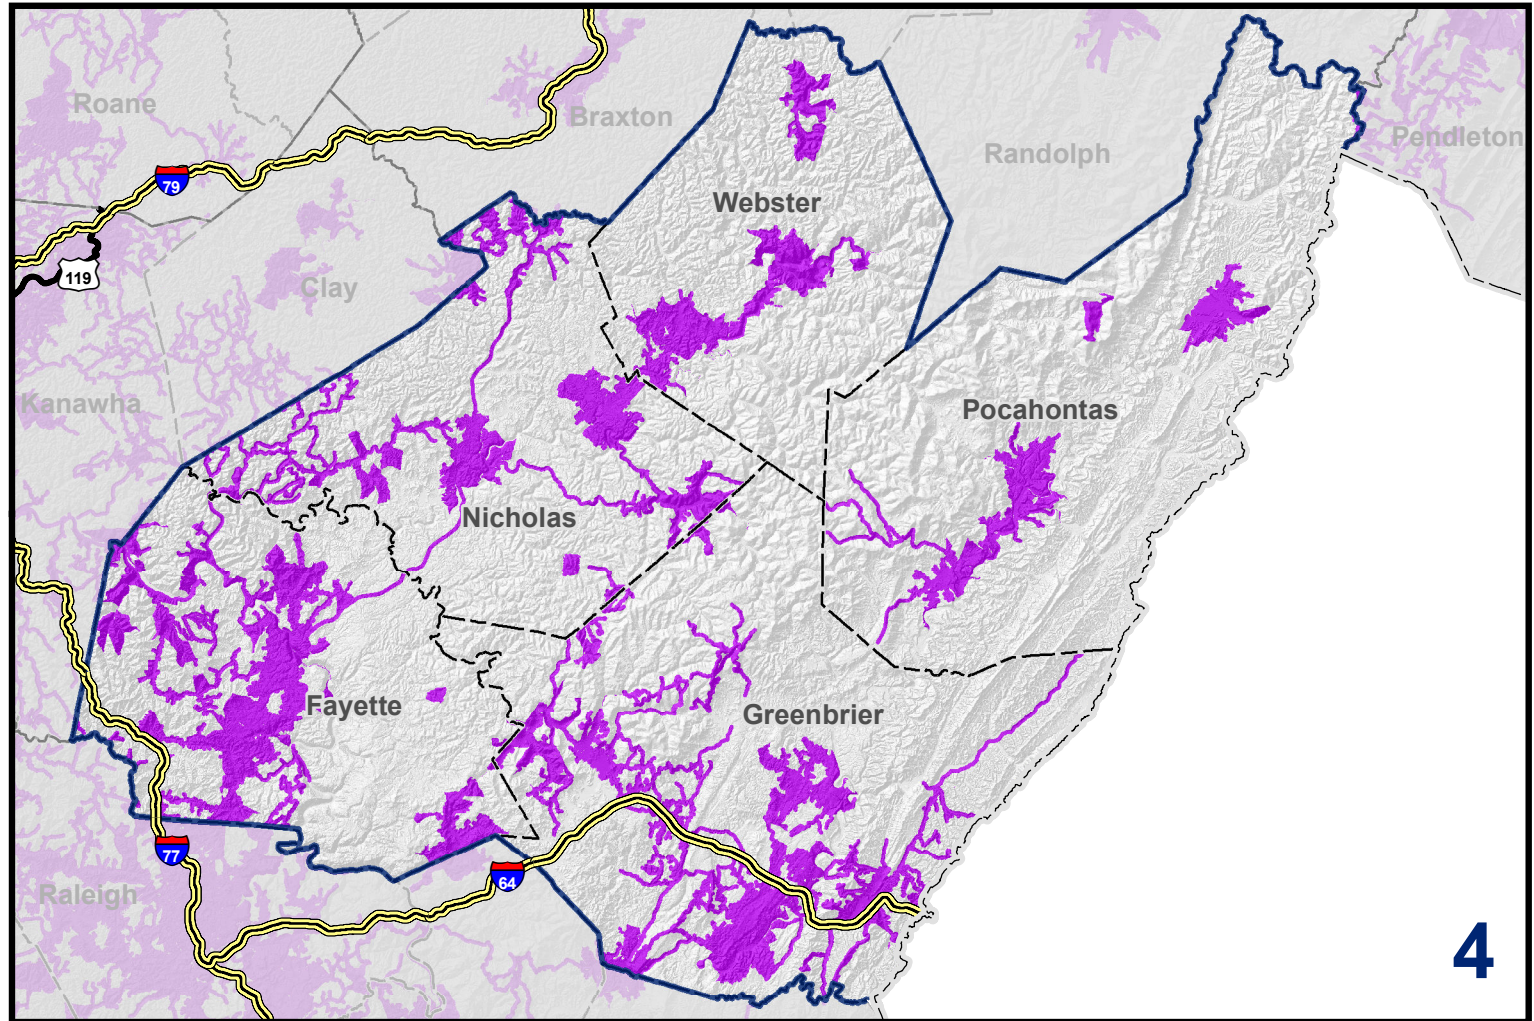 Roane
Braxton
Pendleton
Randolph
79
Webster
119
Clay
Kanawha
Pocahontas
Nicholas
Fayette
Greenbrier
77
64
Raleigh
4